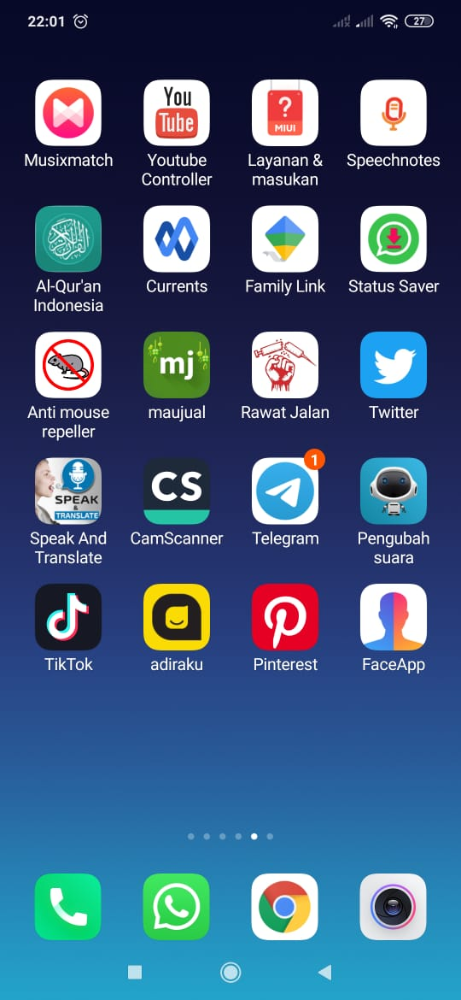 22:01
27
You
Tube
?
MIUI
Musixmatch
Youtube
Controller
Layanan &
masukan
Speechnotes
Al-Qur'an
Indonesia
Currents
Family Link
Status Saver
mj
Anti mouse
repeller
maujual
Rawat Jalan
Twitter
SPEAK
&
TRANSLATE
CS
1
Speak And
Translate
CamScanner
Telegram
Pengubah
suara
TikTok
adiraku
Pinterest
FaceApp